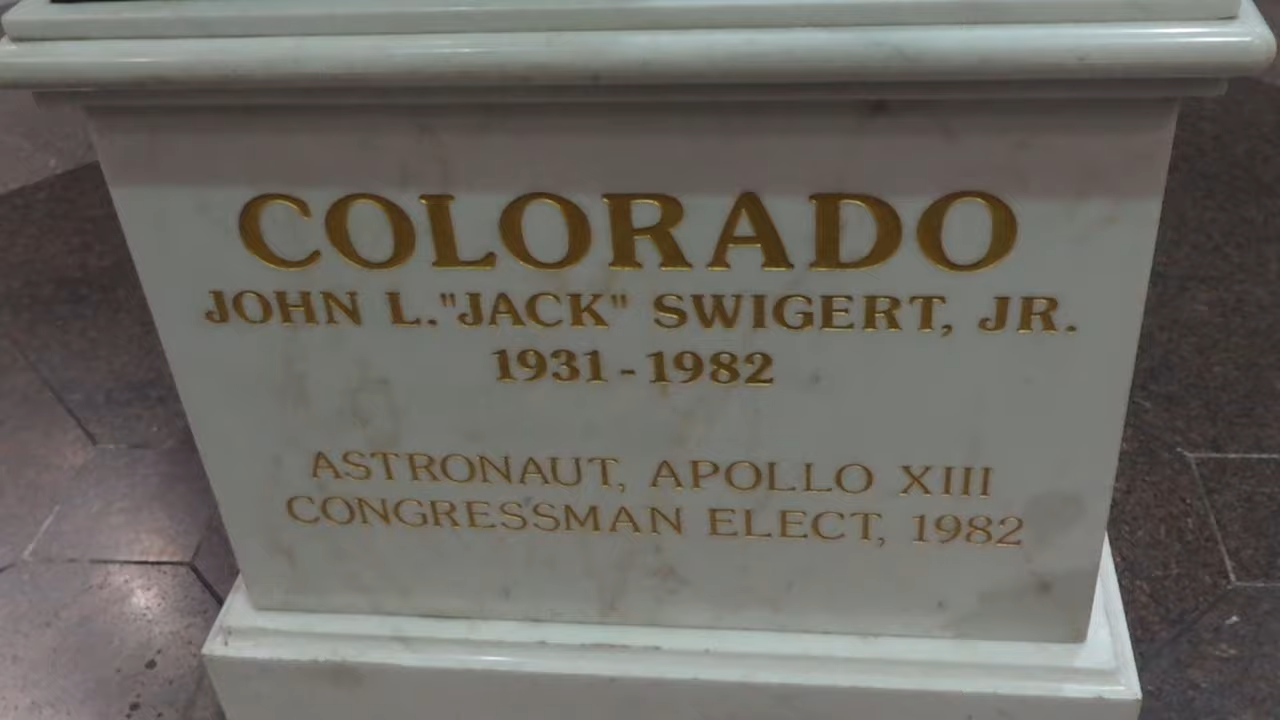 COLORADO
JOHN L. "JACK" SWIGERT, JR.
1931 - 1982
ASTRONAUT, APOLLO XIII
CONGRESSMAN ELECT, 1982